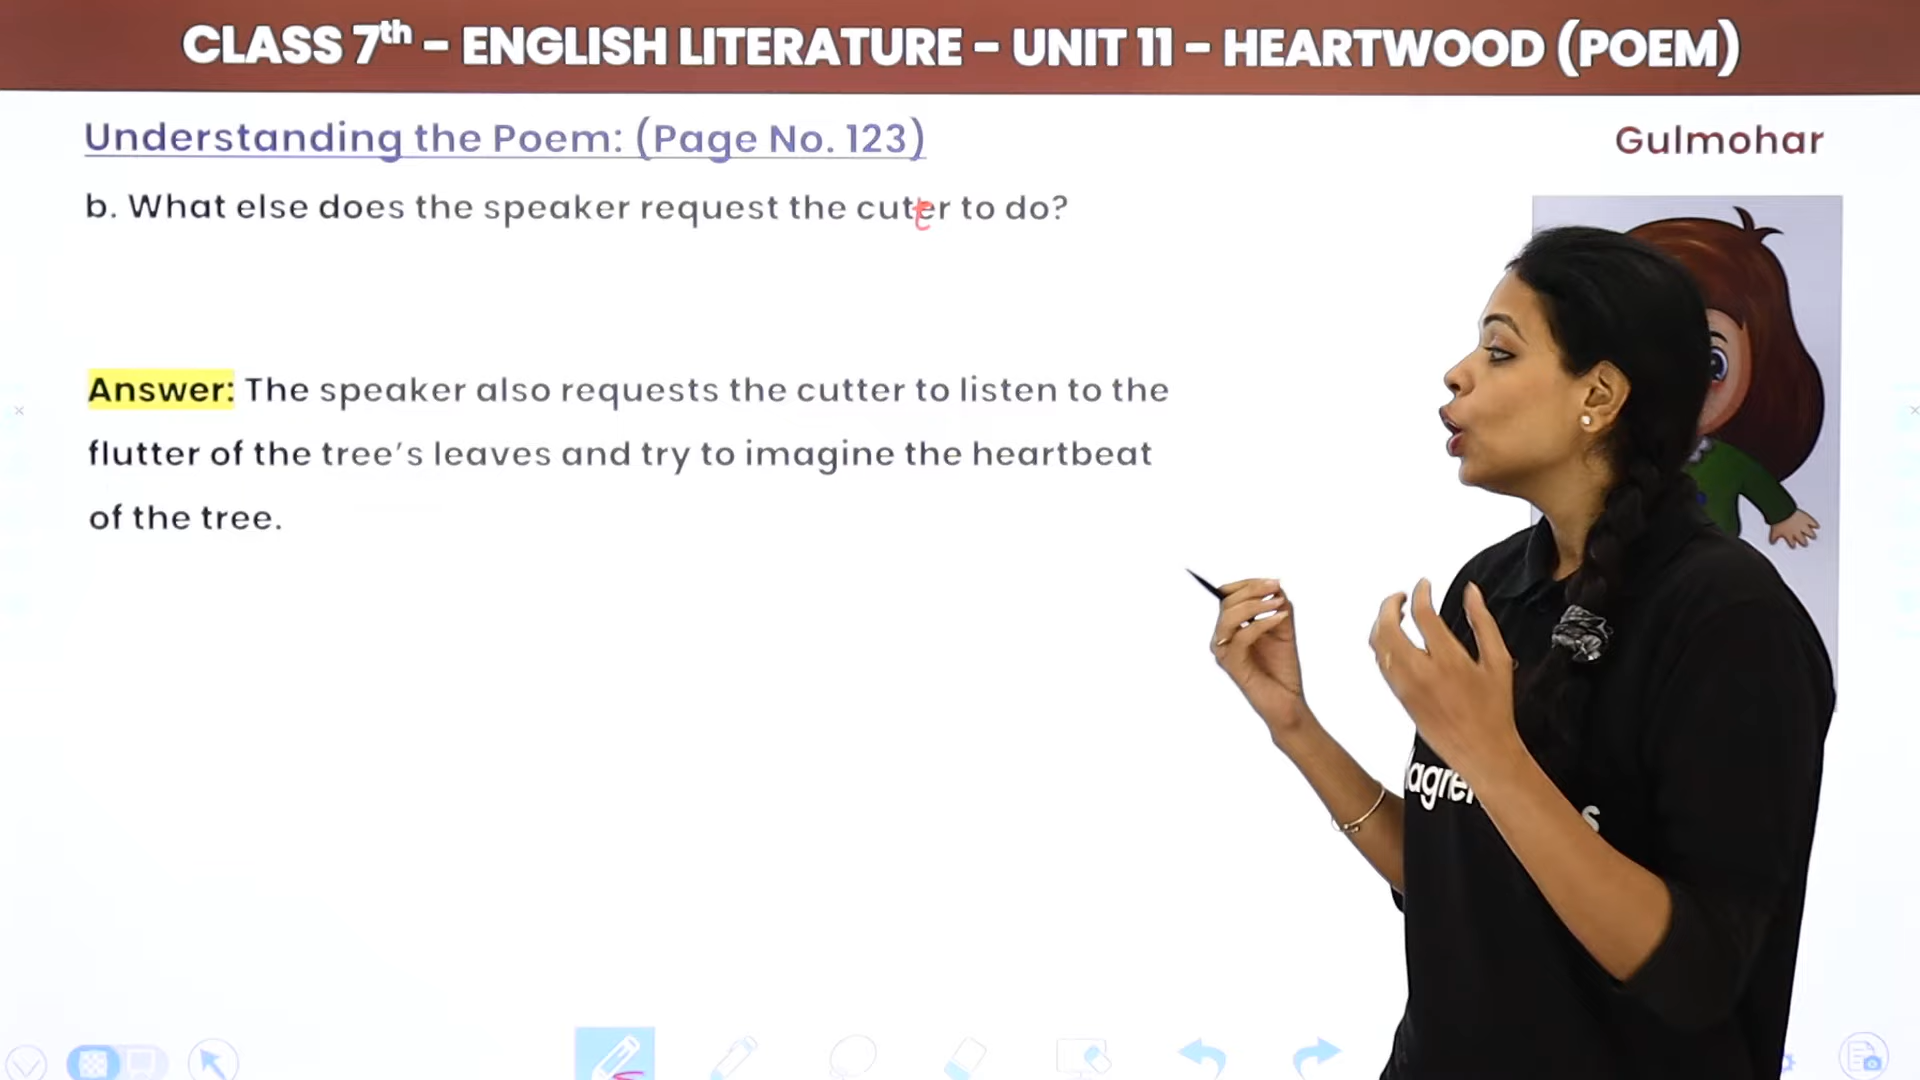 CLASS 7th – ENGLISH LITERATURE – UNIT 11 – HEARTWOOD (POEM)
Understanding the Poem: (Page No. 123)
Gulmohar
b. What else does the speaker request the cuter to do?
t
Answer: The speaker also requests the cutter to listen to the
flutter of the tree's leaves and try to imagine the heartbeat
of the tree.